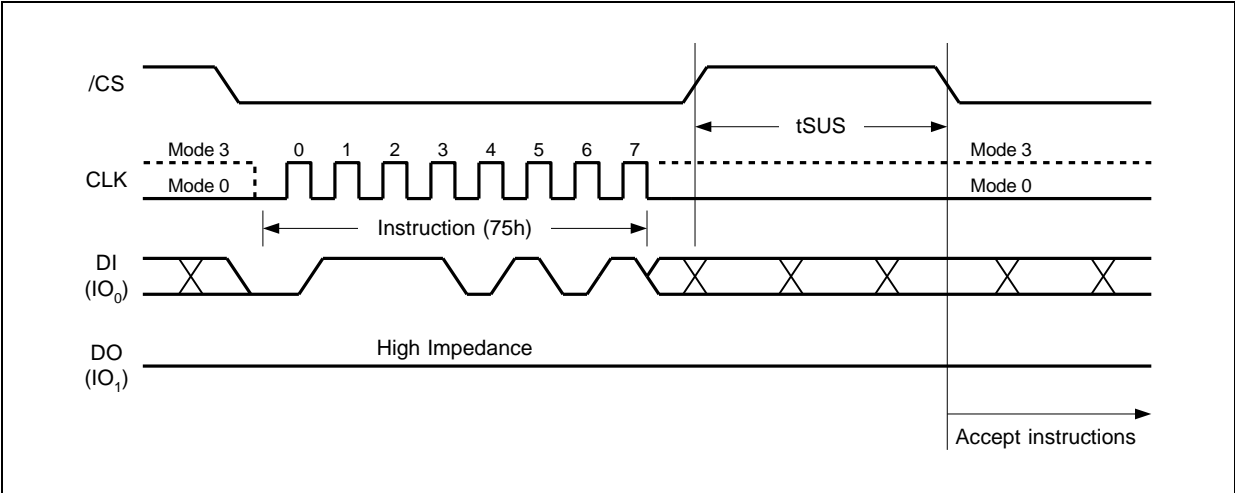 /CS
tSUS
Mode 3 0 1 2 3 4 5 6 7 Mode 3
CLK
Mode 0 Mode 0
Instruction (75h)
DI
(IO0)
High Impedance
DO
(IO1)
Accept instructions